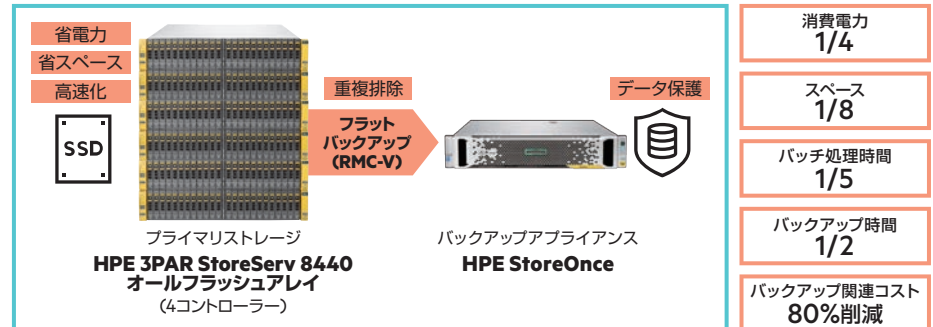 省電力
省スペース
高速化
SSD
重複排除
フラット
バックアップ
(RMC-V)
データ保護
プライマリストレージ
HPE 3PAR StoreServ 8440
オールフラッシュアレイ
(4コントローラー)
バックアップアプライアンス
HPE StoreOnce
消費電力
1/4
スペース
1/8
バッチ処理時間
1/5
バックアップ時間
1/2
バックアップ関連コスト
80%削減